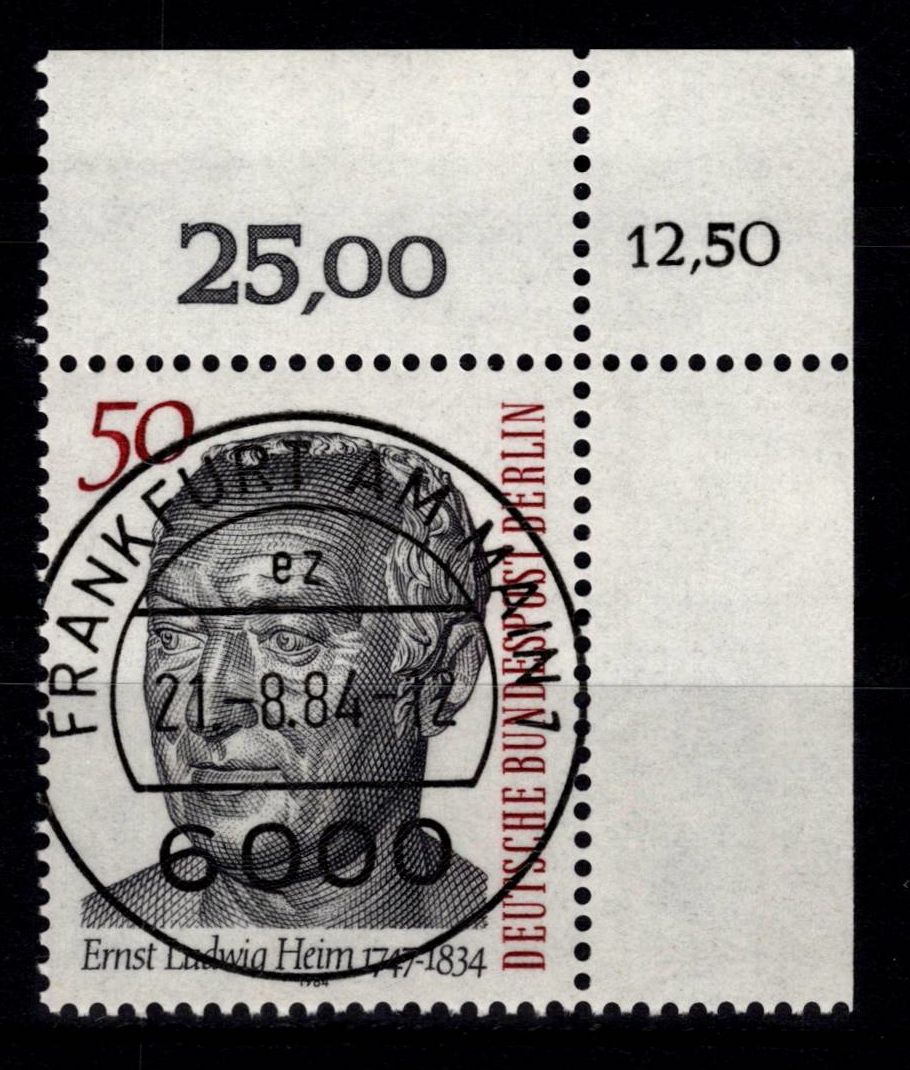 25,00
12,50
50
DEUTSCHE BUNDESPOST BERLIN
FRANKFURT AM MAIN 1
ez
21.-8.84-12
6000
Ernst Ludwig Heim 1747-1834
1984